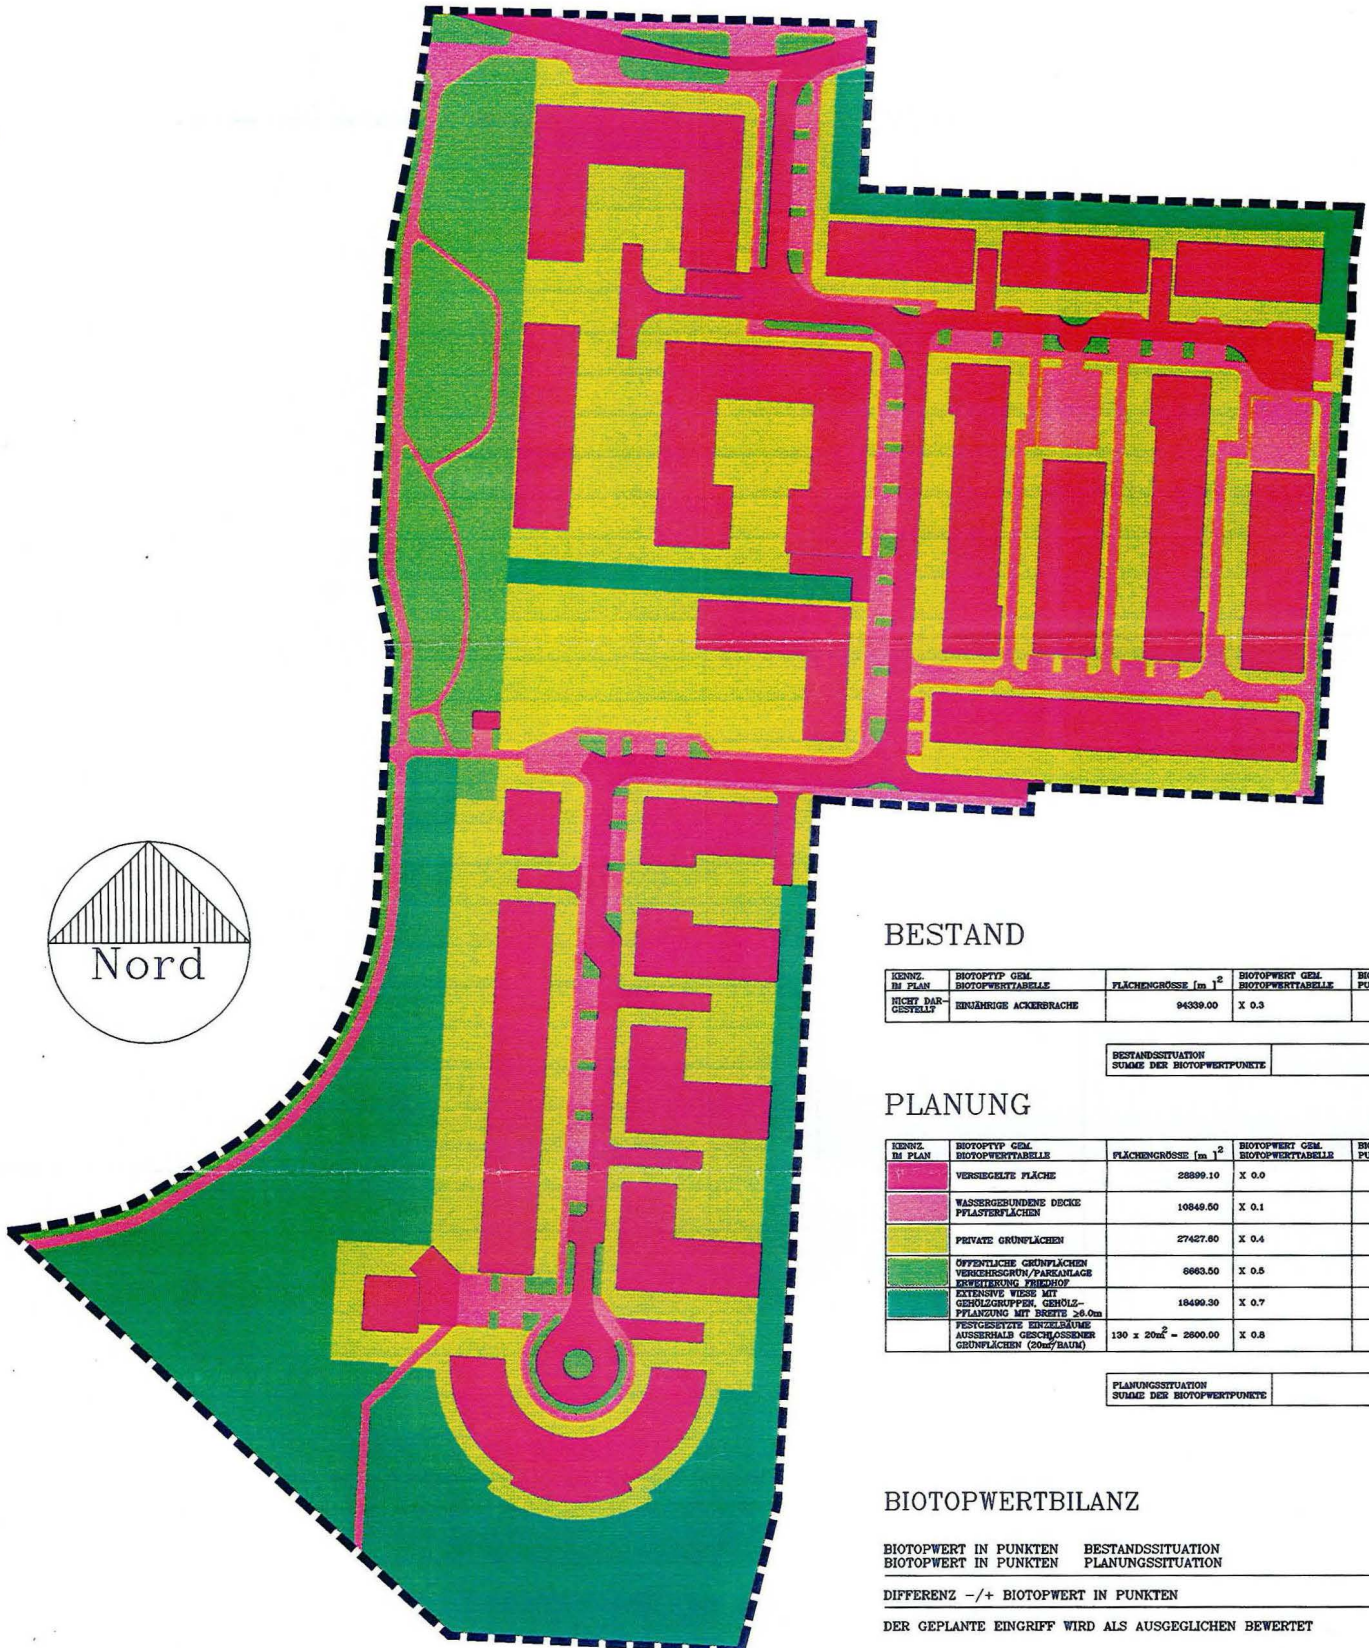 Nord
BESTAND
KENNZ. IM PLAN BIOTOPTYP GEM. BIOTOPWERTTABELLE FLÄCHENGRÖSSE [m ]² BIOTOPWERT GEM. BIOTOPWERTTABELLE
NICHT DAR-GESTELLT EINJÄHRIGE ACKERBRACHE 94339.00 X 0.3
BESTANDSSITUATION
SUMME DER BIOTOPWERTPUNKTE
PLANUNG
KENNZ. IM PLAN BIOTOPTYP GEM. BIOTOPWERTTABELLE FLÄCHENGRÖSSE [m ]² BIOTOPWERT GEM. BIOTOPWERTTABELLE
VERSIEGELTE FLÄCHE 28899.10 X 0.0
WASSERGEBUNDENE DECKE
PFLASTERFLÄCHEN 10849.50 X 0.1
PRIVATE GRÜNFLÄCHEN 27427.60 X 0.4
ÖFFENTLICHE GRÜNFLÄCHEN
VERKEHRSGRÜN/PARKANLAGE
ERWEITERUNG FRIEDHOF 8663.50 X 0.5
EXTENSIVE WIESE MIT
GEHÖLZGRUPPEN, GEHÖLZ-
PFLANZUNG MIT BREITE ≥6.0m 18499.30 X 0.7
FESTGESETZTE EINZELBÄUME
AUSSERHALB GESCHLOSSENER
GRÜNFLÄCHEN (20m²/BAUM) 130 x 20m² = 2600.00 X 0.8
PLANUNGSSITUATION
SUMME DER BIOTOPWERTPUNKTE
BIOTOPWERTBILANZ
BIOTOPWERT IN PUNKTEN BESTANDSSITUATION
BIOTOPWERT IN PUNKTEN PLANUNGSSITUATION
DIFFERENZ -/+ BIOTOPWERT IN PUNKTEN
DER GEPLANTE EINGRIFF WIRD ALS AUSGEGLICHEN BEWERTET